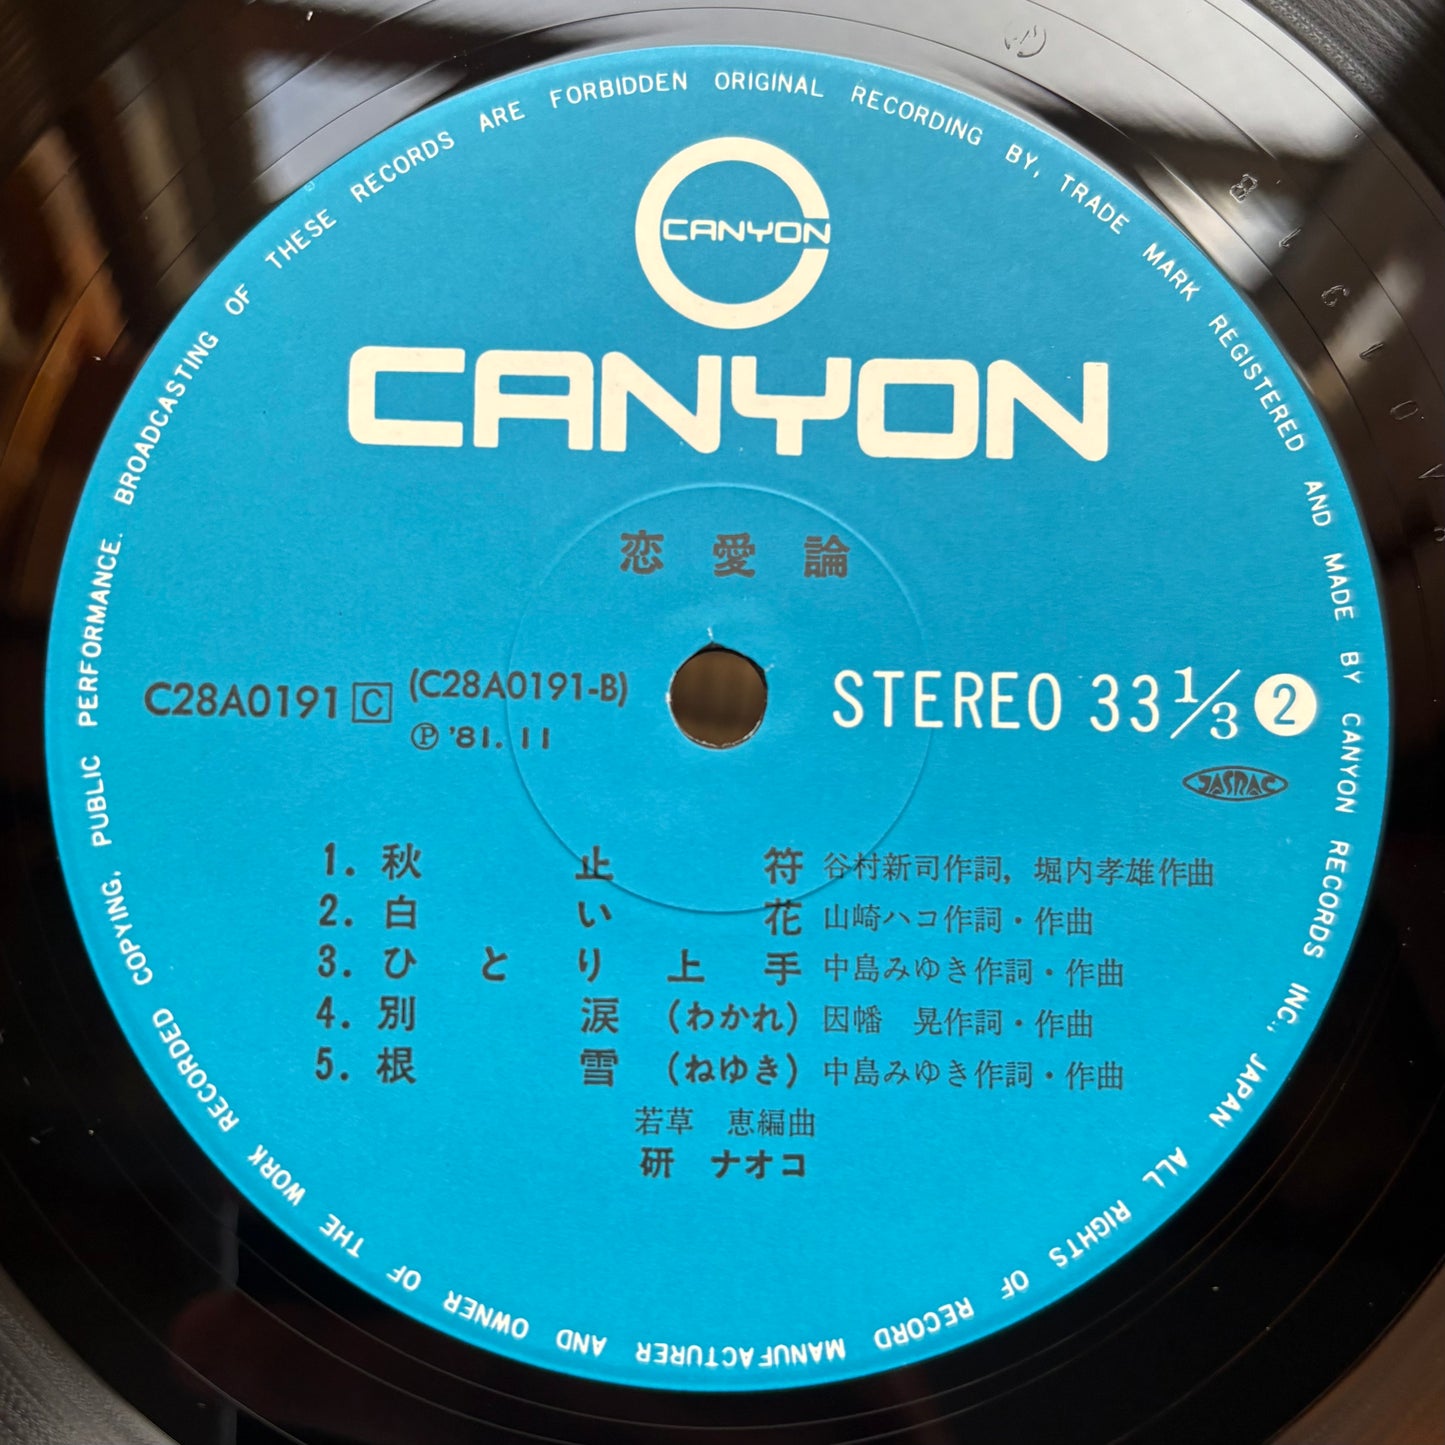 BROADCASTING OF THESE RECORDS ARE FORBIDDEN ORIGINAL RECORDING BY, TRADE MARK REGISTERED AND MADE BY CANYON RECORDS INC., JAPAN ALL RIGHTS OF RECORD MANUFACTURER AND OWNER OF THE WORK RECORDED COPYING, PUBLIC PERFORMANCE.
CANYON
CANYON
恋愛論
C28A0191 C (C28A0191-B)
Ⓟ '81.11
STEREO 33 1/3 2
JASRAC
1. 秋止符 谷村新司作詞, 堀内孝雄作曲
2. 白い花 山崎ハコ作詞・作曲
3. ひとり上手 中島みゆき作詞・作曲
4. 別涙 (わかれ) 因幡 晃作詞・作曲
5. 根雪 (ねゆき) 中島みゆき作詞・作曲
若草 恵編曲
研 ナオコ